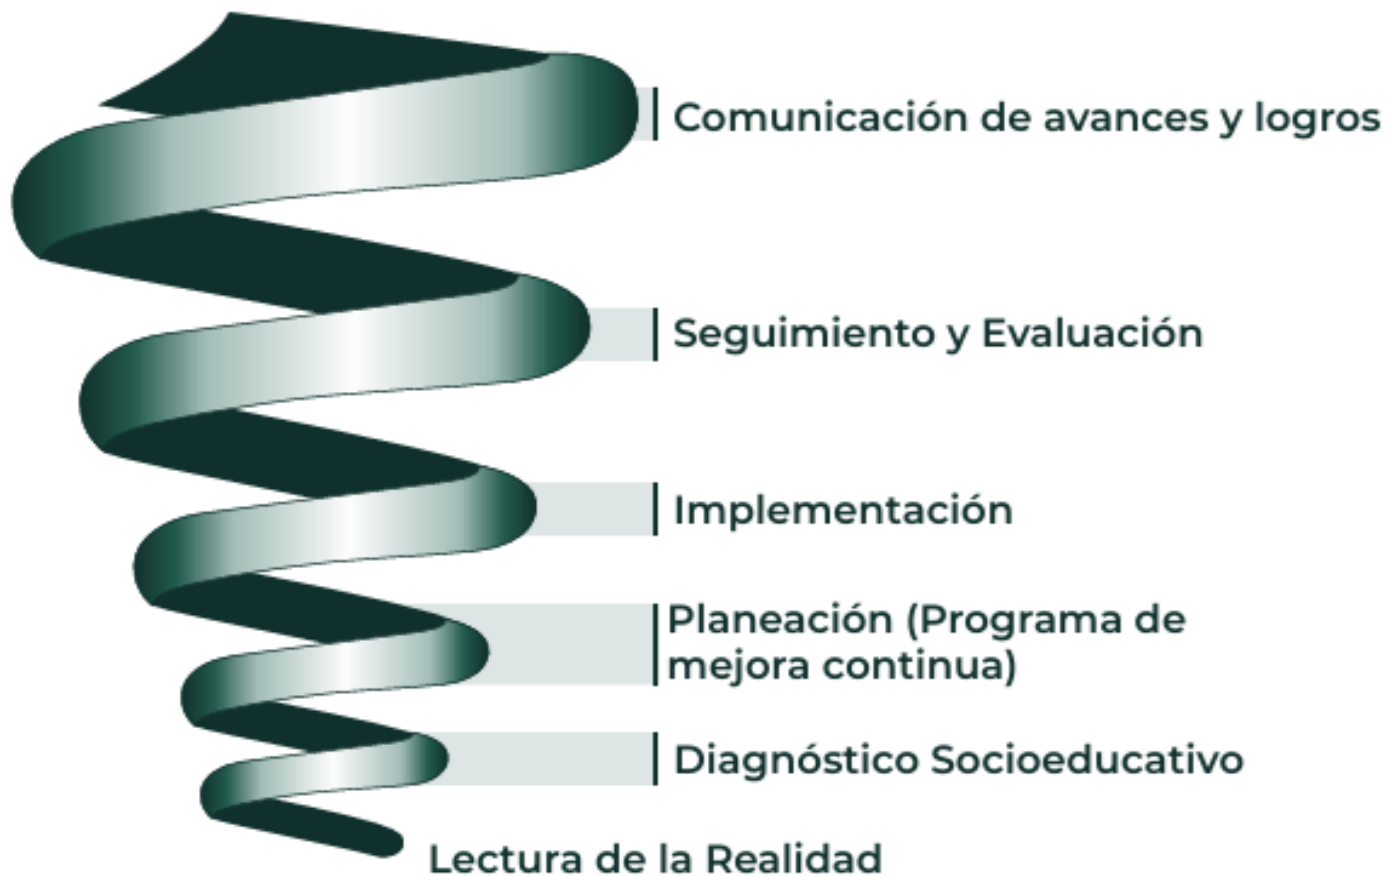 Comunicación de avances y logros
Seguimiento y Evaluación
Implementación
Planeación (Programa de
mejora continua)
Diagnóstico Socioeducativo
Lectura de la Realidad